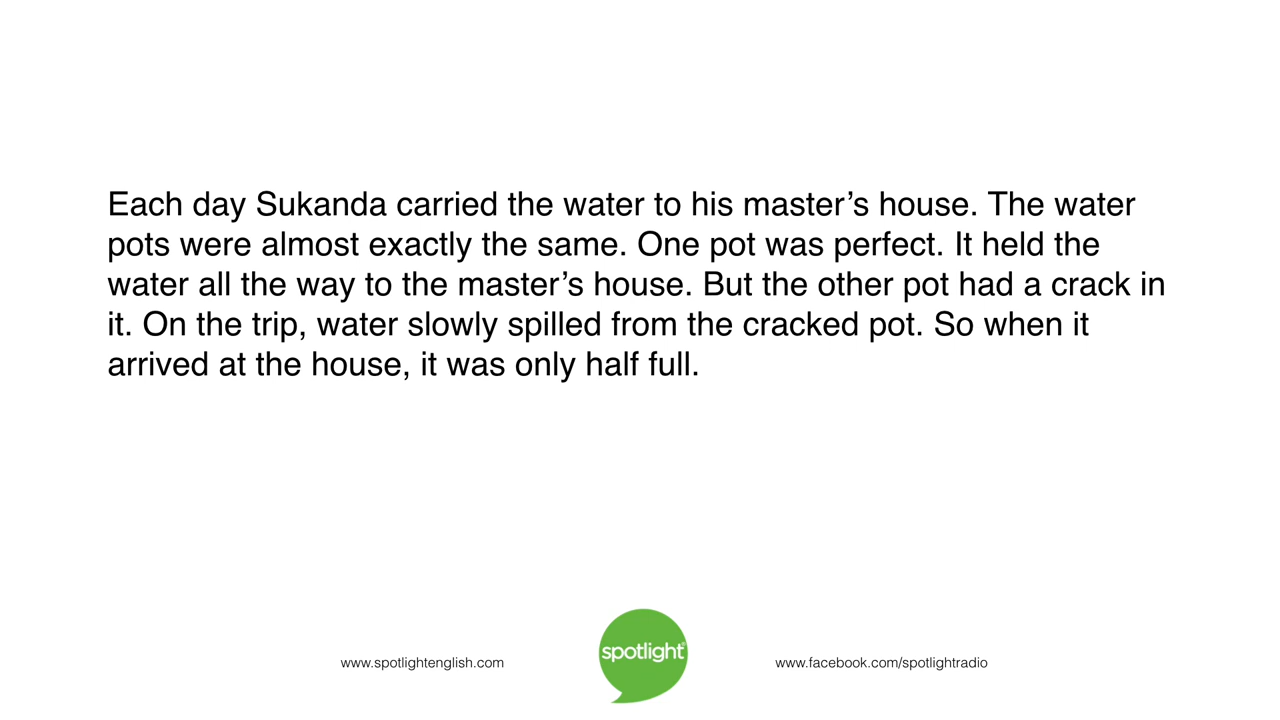 Each day Sukanda carried the water to his master’s house. The water
pots were almost exactly the same. One pot was perfect. It held the
water all the way to the master’s house. But the other pot had a crack in
it. On the trip, water slowly spilled from the cracked pot. So when it
arrived at the house, it was only half full.
www.spotlightenglish.com
spotlight®
www.facebook.com/spotlightradio